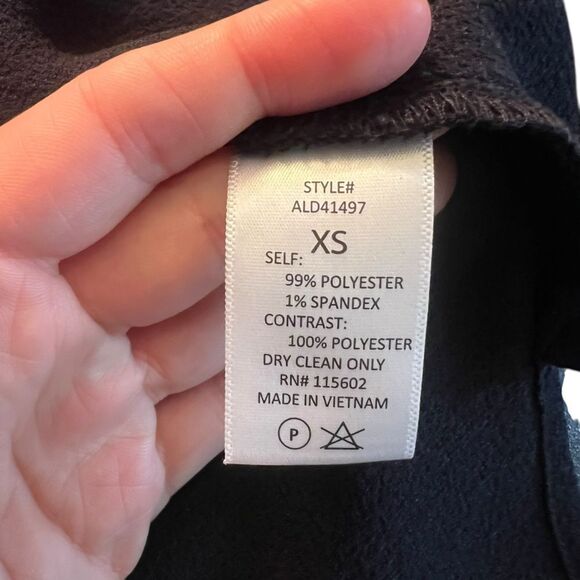 STYLE#
ALD41497
XS
SELF:
99% POLYESTER
1% SPANDEX
CONTRAST:
100% POLYESTER
DRY CLEAN ONLY
RN# 115602
MADE IN VIETNAM
P